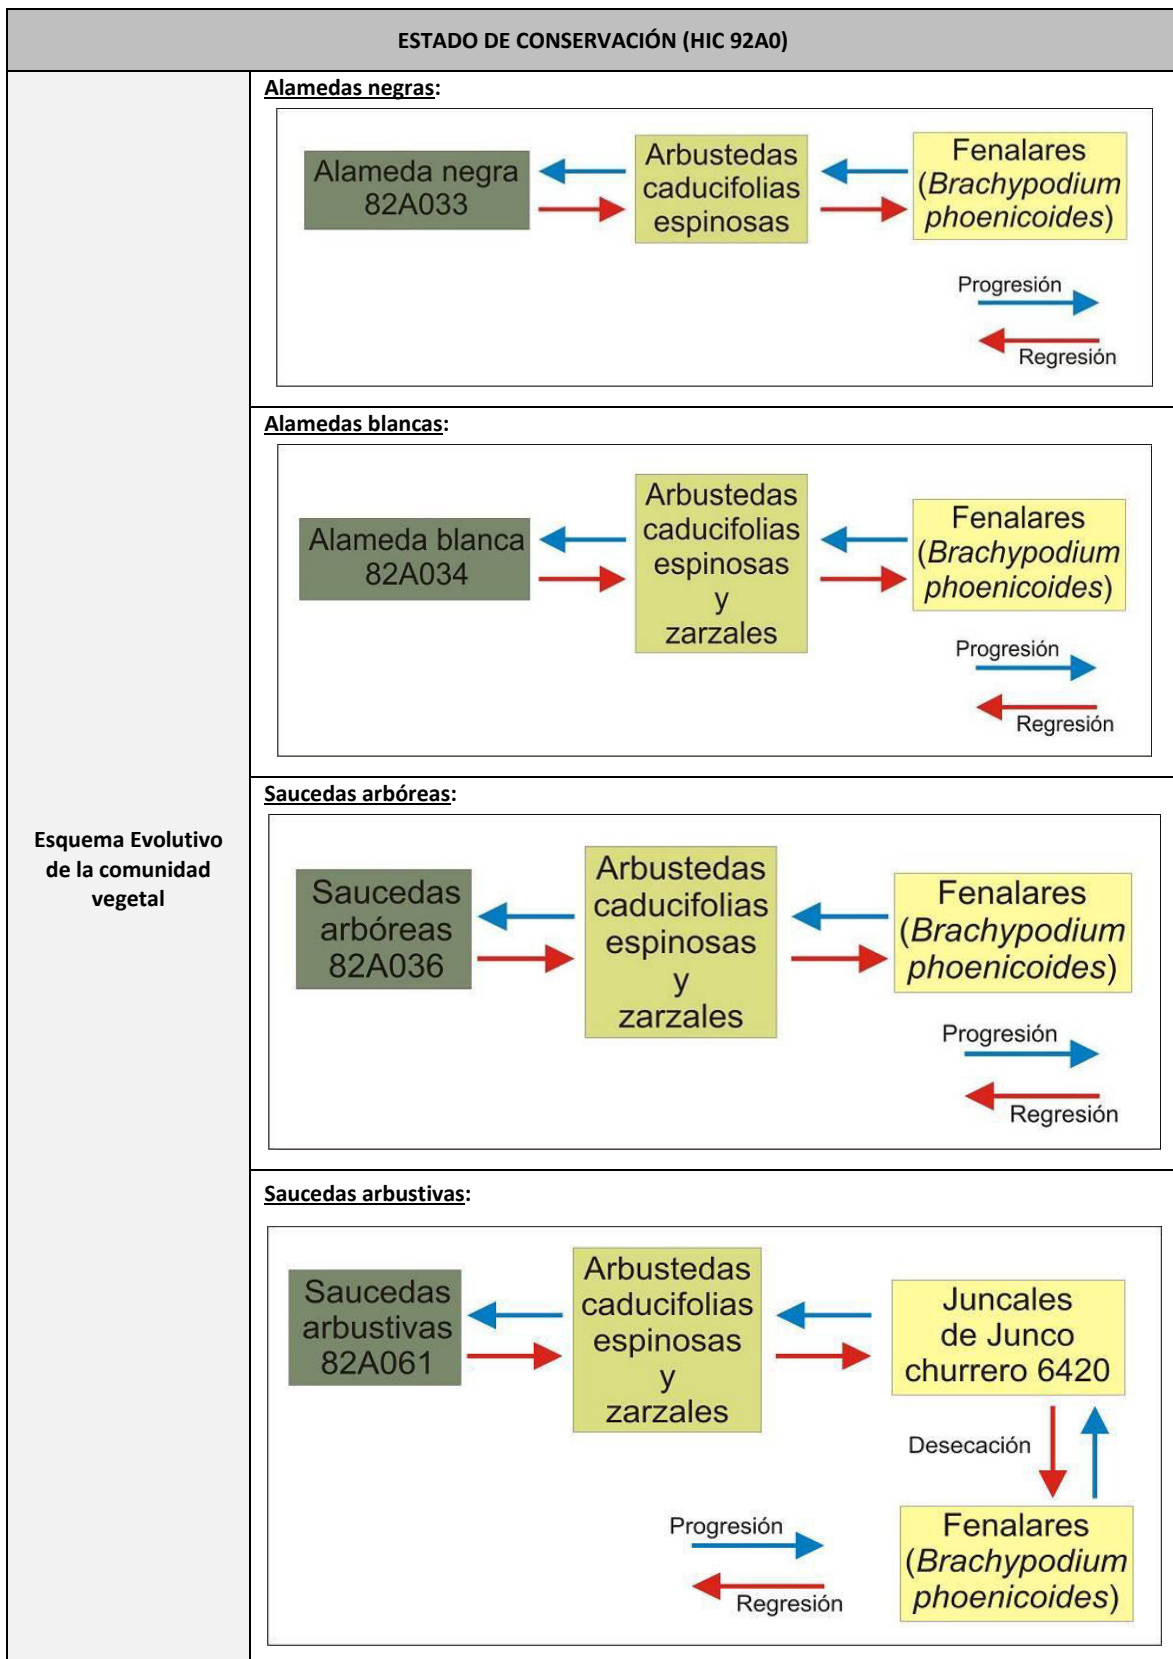 ESTADO DE CONSERVACIÓN (HIC 92A0)
Esquema Evolutivo
de la comunidad
vegetal
Alamedas negras:
Alameda negra
82A033
Arbustedas
caducifolias
espinosas
Fenalares
(Brachypodium
phoenicoides)
Progresión
Regresión
Alamedas blancas:
Alameda blanca
82A034
Arbustedas
caducifolias
espinosas
y
zarzales
Fenalares
(Brachypodium
phoenicoides)
Progresión
Regresión
Saucedas arbóreas:
Saucedas
arbóreas
82A036
Arbustedas
caducifolias
espinosas
y
zarzales
Fenalares
(Brachypodium
phoenicoides)
Progresión
Regresión
Saucedas arbustivas:
Saucedas
arbustivas
82A061
Arbustedas
caducifolias
espinosas
y
zarzales
Juncales
de Junco
churrero 6420
Desecación
Fenalares
(Brachypodium
phoenicoides)
Progresión
Regresión